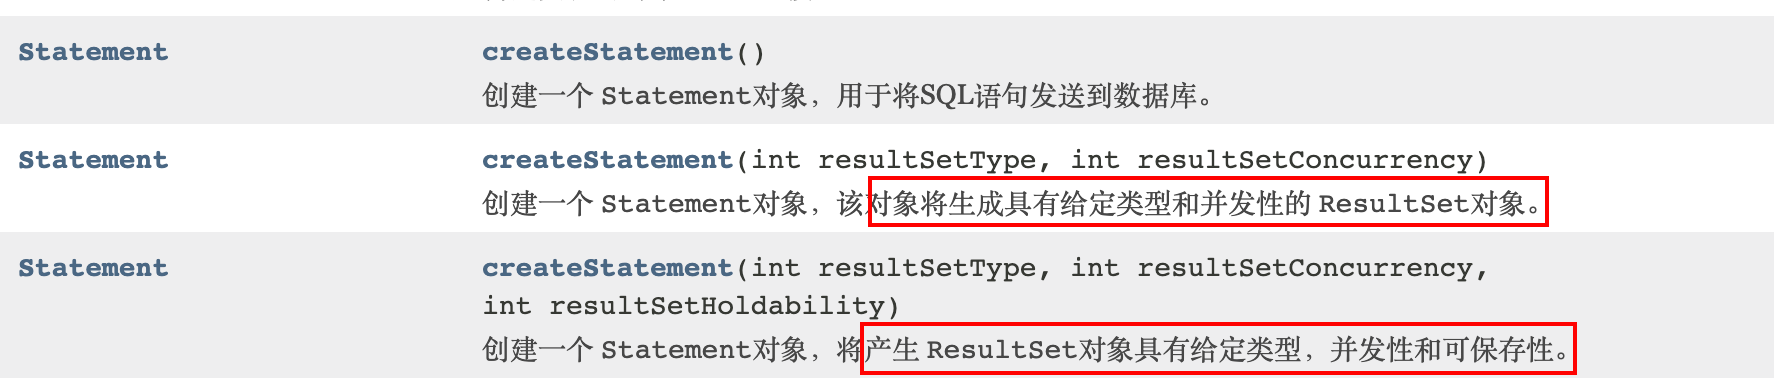 Statement
createStatement()
创建一个 Statement对象，用于将SQL语句发送到数据库。
Statement
createStatement(int resultSetType, int resultSetConcurrency)
创建一个 Statement对象，该对象将生成具有给定类型和并发性的 ResultSet对象。
Statement
createStatement(int resultSetType, int resultSetConcurrency,
int resultSetHoldability)
创建一个 Statement对象，将产生 ResultSet对象具有给定类型，并发性和可保存性。